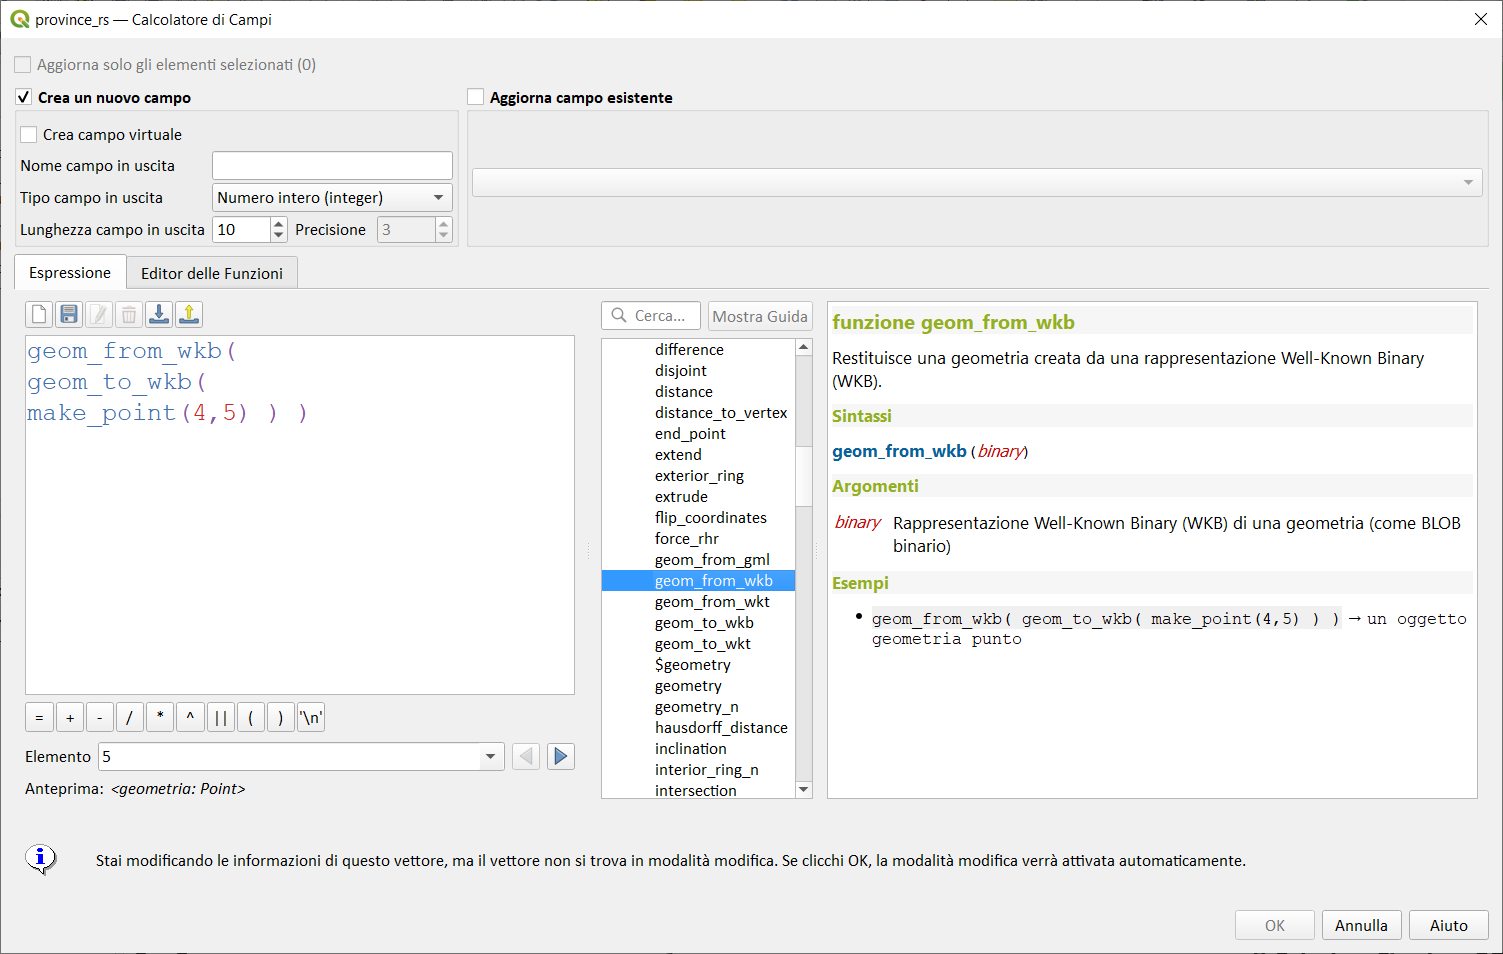 province_rs — Calcolatore di Campi
Aggiorna solo gli elementi selezionati (0)
Crea un nuovo campo
Aggiorna campo esistente
Crea campo virtuale
Nome campo in uscita
Tipo campo in uscita Numero intero (integer)
Lunghezza campo in uscita 10 Precisione 3
Espressione Editor delle Funzioni
geom_from_wkb(
geom_to_wkb(
make_point(4,5) ) )
= + - / * ^ || ( ) '\n'
Elemento 5
Anteprima: <geometria: Point>
Cerca... Mostra Guida
difference
disjoint
distance
distance_to_vertex
end_point
extend
exterior_ring
extrude
flip_coordinates
force_rhr
geom_from_gml
geom_from_wkb
geom_from_wkt
geom_to_wkb
geom_to_wkt
$geometry
geometry
geometry_n
hausdorff_distance
inclination
interior_ring_n
intersection
funzione geom_from_wkb
Restituisce una geometria creata da una rappresentazione Well-Known Binary
(WKB).
Sintassi
geom_from_wkb (binary)
Argomenti
binary Rappresentazione Well-Known Binary (WKB) di una geometria (come BLOB
binario)
Esempi
• geom_from_wkb( geom_to_wkb( make_point(4,5) ) ) → un oggetto
geometria punto
Stai modificando le informazioni di questo vettore, ma il vettore non si trova in modalità modifica. Se clicchi OK, la modalità modifica verrà attivata automaticamente.
OK Annulla Aiuto